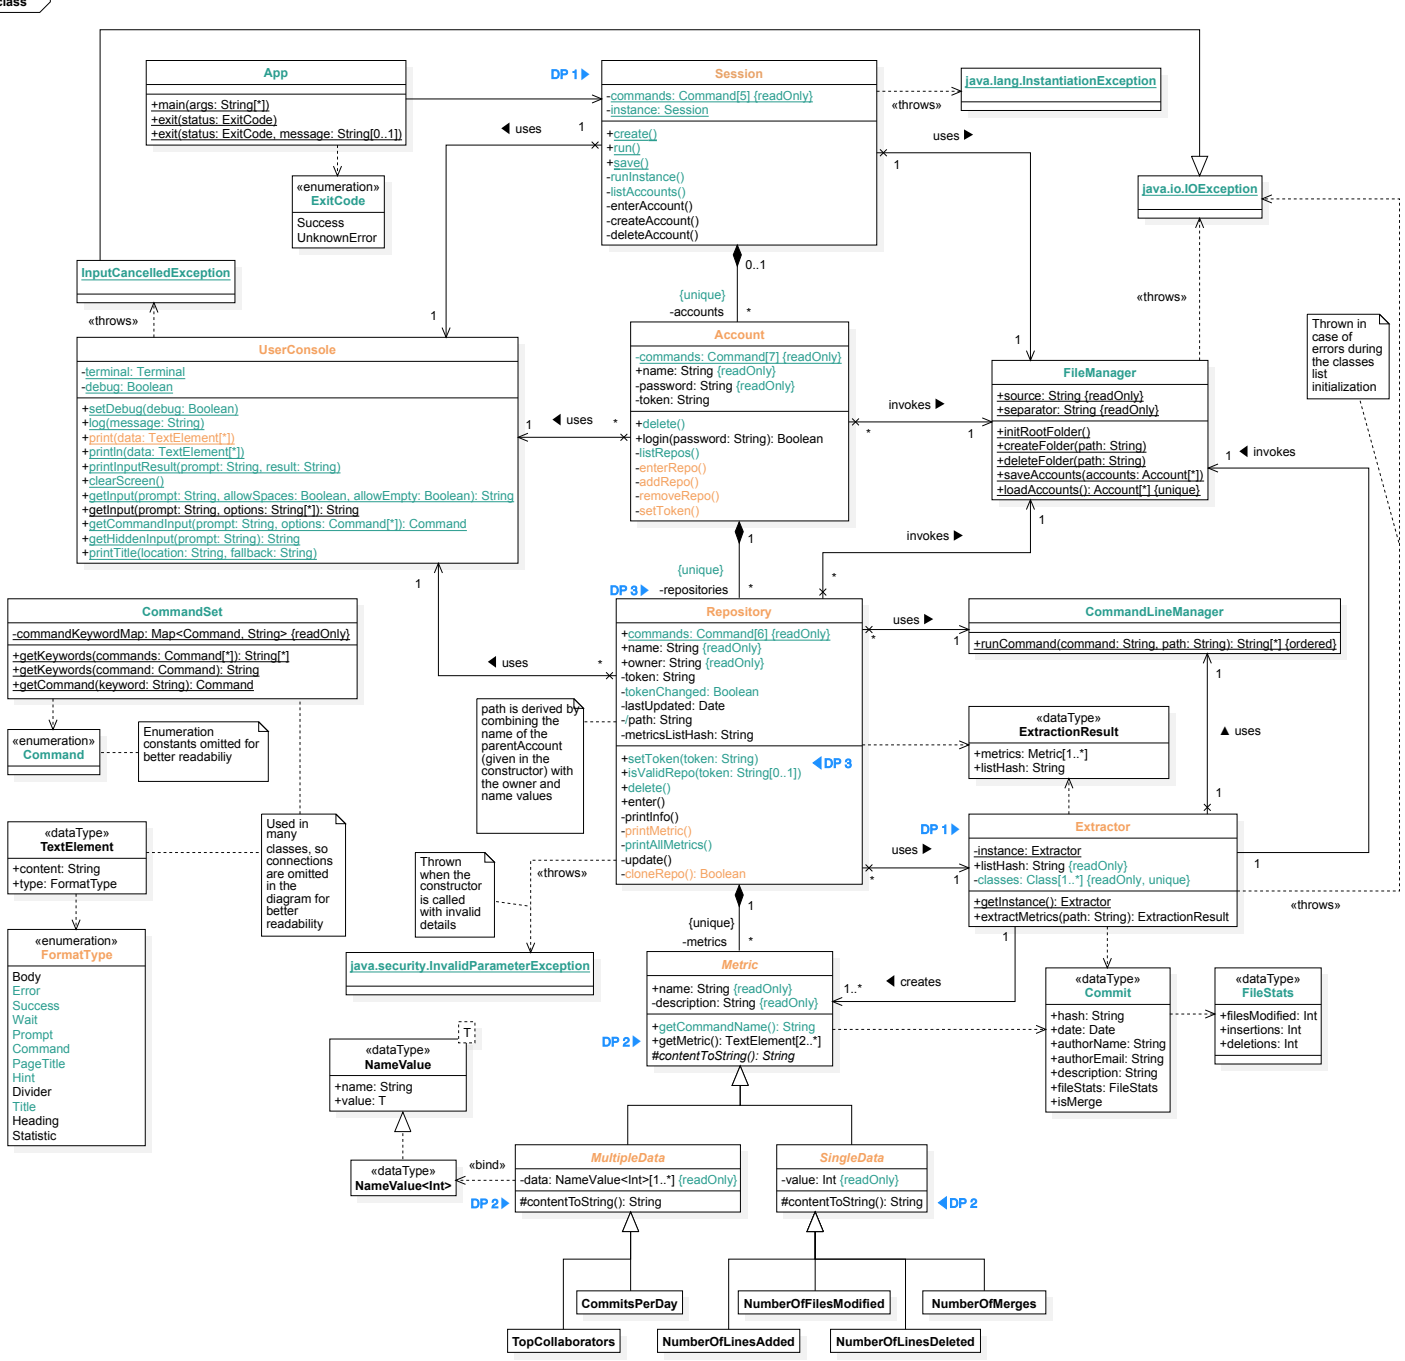 class
App
+main(args: String[*])
+exit(status: ExitCode)
+exit(status: ExitCode, message: String[0..1])
«enumeration»
ExitCode
Success
UnknownError
DP 1
Session
-commands: Command[5] {readOnly}
-instance: Session
+create()
+run()
+save()
-runInstance()
-listAccounts()
-enterAccount()
-createAccount()
-deleteAccount()
«throws»
java.lang.InstantiationException
uses
1
uses
1
java.io.IOException
InputCancelledException
«throws»
0..1
{unique}
-accounts
*
1
1
«throws»
Thrown in
case of
errors during
the classes
list
initialization
UserConsole
-terminal: Terminal
-debug: Boolean
+setDebug(debug: Boolean)
+log(message: String)
+print(data: TextElement[*])
+println(data: TextElement[*])
+printInputResult(prompt: String, result: String)
+clearScreen()
+getInput(prompt: String, allowSpaces: Boolean, allowEmpty: Boolean): String
+getInput(prompt: String, options: String[*]): String
+getCommandInput(prompt: String, options: Command[*]): Command
+getHiddenInput(prompt: String): String
+printTitle(location: String, fallback: String)
1
uses
*
Account
-commands: Command[7] {readOnly}
+name: String {readOnly}
-password: String {readOnly}
-token: String
+delete()
+login(password: String): Boolean
-listRepos()
-enterRepo()
-addRepo()
-removeRepo()
-setToken()
invokes
*
1
FileManager
+source: String {readOnly}
+separator: String {readOnly}
+initRootFolder()
+createFolder(path: String)
+deleteFolder(path: String)
+saveAccounts(accounts: Account[*])
+loadAccounts(): Account[*] {unique}
1
invokes
1
{unique}
DP 3
-repositories
*
invokes
*
1
1
uses
*
CommandSet
-commandKeywordMap: Map<Command, String> {readOnly}
+getKeywords(commands: Command[*]): String[*]
+getKeywords(command: Command): String
+getCommand(keyword: String): Command
«enumeration»
Command
Enumeration
constants omitted for
better readabiliy
path is derived by
combining the
name of the
parentAccount
(given in the
constructor) with
the owner and
name values
Repository
+commands: Command[6] {readOnly}
+name: String {readOnly}
+owner: String {readOnly}
-token: String
-tokenChanged: Boolean
-lastUpdated: Date
-/path: String
-metricsListHash: String
+setToken(token: String)
+isValidRepo(token: String[0..1])
+delete()
+enter()
-printInfo()
-printMetric()
-printAllMetrics()
-update()
-cloneRepo(): Boolean
DP 3
uses
*
1
CommandLineManager
+runCommand(command: String, path: String): String[*] {ordered}
1
uses
1
«dataType»
ExtractionResult
+metrics: Metric[1..*]
+listHash: String
«dataType»
TextElement
+content: String
+type: FormatType
Used in
many
classes, so
connections
are omitted
in the
diagram for
better
readability
Thrown
when the
constructor
is called
with invalid
details
«throws»
java.security.InvalidParameterException
DP 1
uses
*
1
Extractor
-instance: Extractor
+listHash: String {readOnly}
-classes: Class[1..*] {readOnly, unique}
+getInstance(): Extractor
+extractMetrics(path: String): ExtractionResult
1
«throws»
1
«enumeration»
FormatType
Body
Error
Success
Wait
Prompt
Command
PageTitle
Hint
Divider
Title
Heading
Statistic
1
{unique}
-metrics
*
creates
1..*
Metric
+name: String {readOnly}
-description: String {readOnly}
+getCommandName(): String
+getMetric(): TextElement[2..*]
#contentToString(): String
DP 2
«dataType»
Commit
+hash: String
+date: Date
+authorName: String
+authorEmail: String
+description: String
+fileStats: FileStats
+isMerge
«dataType»
FileStats
+filesModified: Int
+insertions: Int
+deletions: Int
T
«dataType»
NameValue
+name: String
+value: T
«dataType»
NameValue<Int>
«bind»
MultipleData
-data: NameValue<Int>[1..*] {readOnly}
#contentToString(): String
DP 2
SingleData
-value: Int {readOnly}
#contentToString(): String
DP 2
CommitsPerDay
NumberOfFilesModified
NumberOfMerges
TopCollaborators
NumberOfLinesAdded
NumberOfLinesDeleted